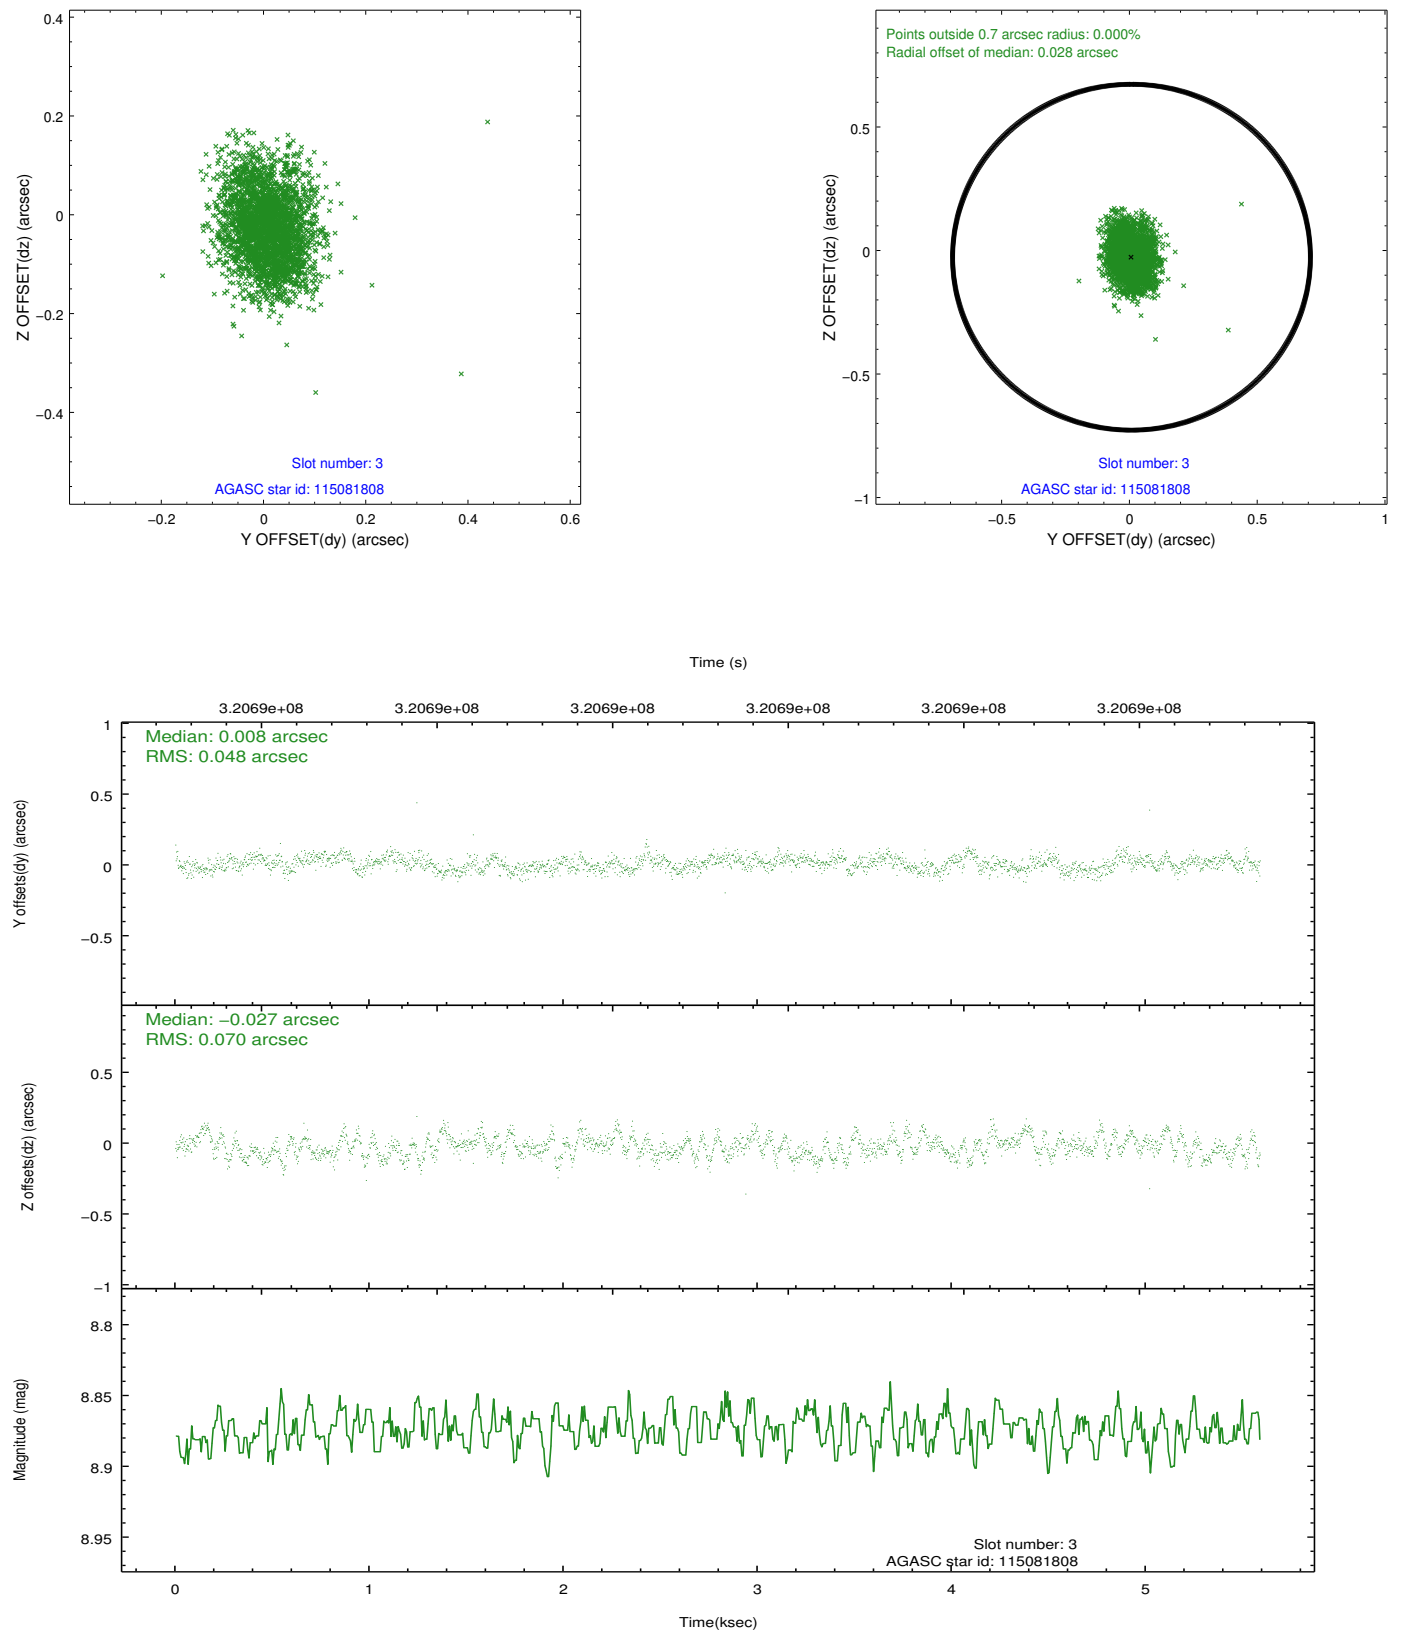 0.4
0.2
0
−0.2
−0.4
Z OFFSET(dz) (arcsec)
Slot number: 3
AGASC star id: 115081808
−0.2
0
0.2
0.4
0.6
Y OFFSET(dy) (arcsec)
Points outside 0.7 arcsec radius: 0.000%
Radial offset of median: 0.028 arcsec
0.5
0
−0.5
−1
Z OFFSET(dz) (arcsec)
Slot number: 3
AGASC star id: 115081808
−0.5
0
0.5
1
Y OFFSET(dy) (arcsec)
Time (s)
3.2069e+08
3.2069e+08
3.2069e+08
3.2069e+08
3.2069e+08
3.2069e+08
Median: 0.008 arcsec
RMS: 0.048 arcsec
1
0.5
0
−0.5
Y offsets(dy) (arcsec)
Median: −0.027 arcsec
RMS: 0.070 arcsec
0.5
0
−0.5
−1
Z offsets(dz) (arcsec)
8.8
8.85
8.9
8.95
Magnitude (mag)
Slot number: 3
AGASC star id: 115081808
0
1
2
3
4
5
Time(ksec)